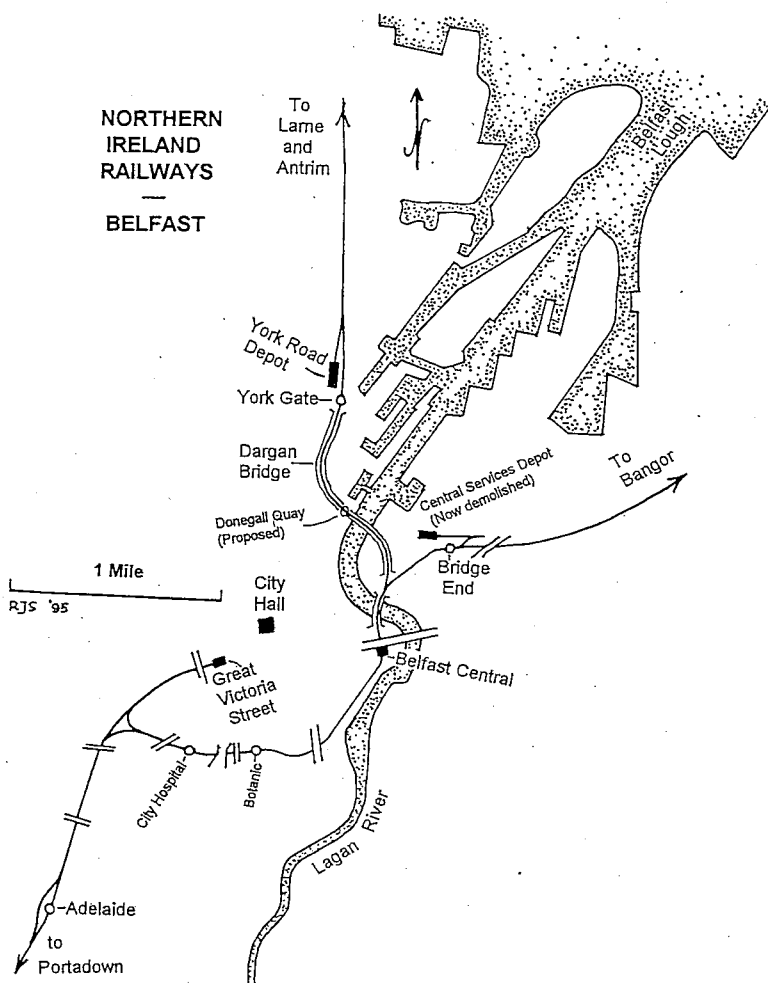 NORTHERN
IRELAND
RAILWAYS
—
BELFAST
To
Larne
and
Antrim
Belfast
Lough
York Road
Depot
York Gate
Dargan
Bridge
Donegall Quay
(Proposed)
Central Services Depot
(Now demolished)
To
Bangor
Bridge
End
1 Mile
RJS '95
City
Hall
Belfast Central
Great
Victoria
Street
City Hospital
Botanic
Lagan River
Adelaide
to
Portadown